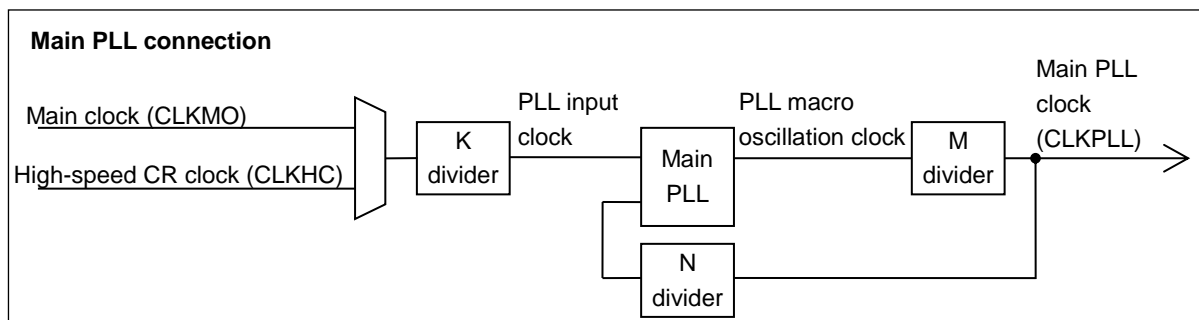 Main PLL connection
Main clock (CLKMO)
High-speed CR clock (CLKHC)
K
divider
PLL input
clock
Main
PLL
PLL macro
oscillation clock
M
divider
Main PLL
clock
(CLKPLL)
N
divider